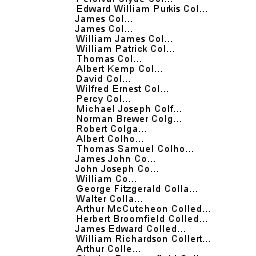 Edward William Purkis Col...
James Col...
James Col...
William James Col...
William Patrick Col...
Thomas Col...
Albert Kemp Col...
David Col...
Wilfred Ernest Col...
Percy Col...
Michael Joseph Colf...
Norman Brewer Colg...
Robert Colga...
Albert Colho...
Thomas Samuel Colho...
James John Co...
John Joseph Co...
William Co...
George Fitzgerald Colla...
Walter Colla...
Arthur McCutcheon Colled...
Herbert Broomfield Colled...
James Edward Colled...
William Richardson Collert...
Arthur Colle...